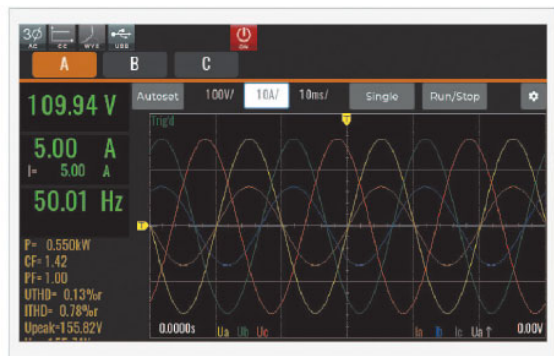 3Ø
AC CC WYE USB ON
A B C
Autoset 100V/ 10A/ 10ms/ Single Run/Stop
109.94 V
Trig'd
T
5.00 A
I= 5.00 A
50.01 Hz
T
P= 0.550kW
CF= 1.42
PF= 1.00
UTHD= 0.13%r
ITHD= 0.78%r
Upeak=155.82V
0.0000s Ua Ub Uc Ia Ib Ic Ua↑ 0.00V